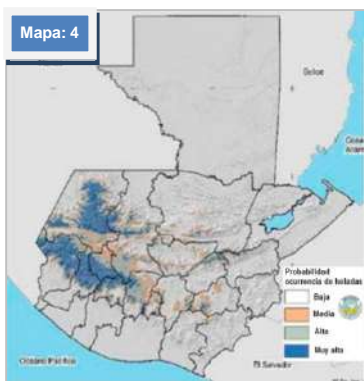 Mapa: 4
Belice
Probabilidad
ocurrencia de heladas
Baja
Media
Alta
Muy alta
Océano Pacífico
El Salvador